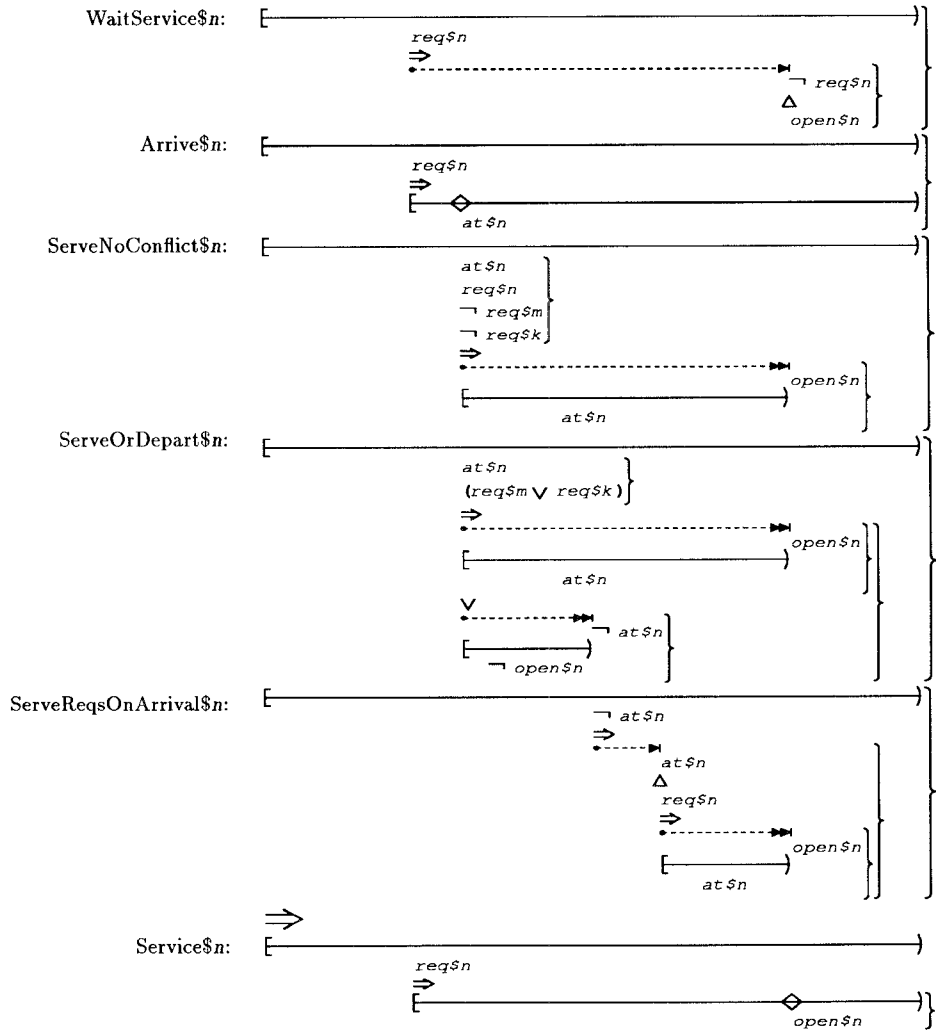 WaitService$n:
req$n
¬ req$n
open$n
Arrive$n:
req$n
at$n
ServeNoConflict$n:
at$n
req$n
¬ req$m
¬ req$k
open$n
at$n
ServeOrDepart$n:
at$n
(req$m ∨ req$k)
open$n
at$n
∨
¬ at$n
¬ open$n
ServeReqsOnArrival$n:
¬ at$n
at$n
req$n
open$n
at$n
Service$n:
req$n
open$n